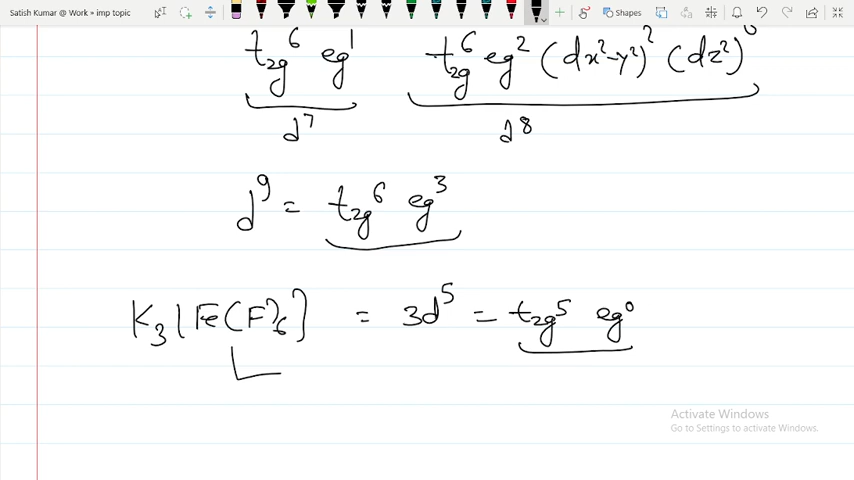 Satish Kumar @ Work » imp topic
Shapes
t₂g⁶ eg¹ t₂g⁶ eg² (dx²-y²)² (dz²)⁰
d⁷ d⁸
d⁹ = t₂g⁶ eg³
K₃[Fe(F)₆] = 3d⁵ = t₂g⁵ eg⁰
Activate Windows
Go to Settings to activate Windows.